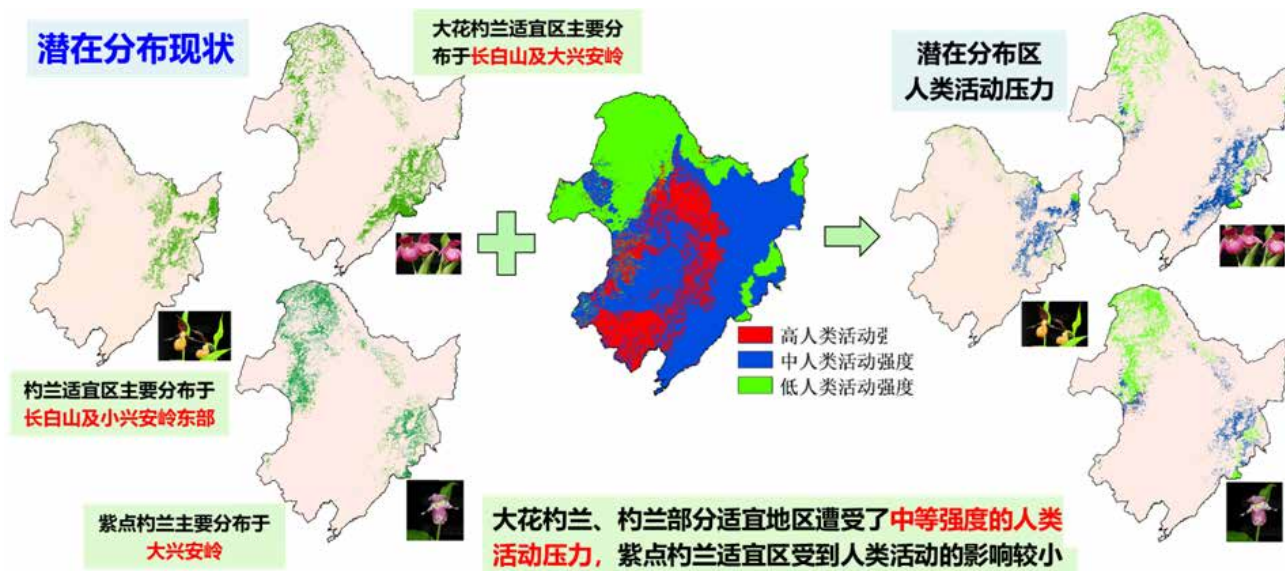 潜在分布现状
大花杓兰适宜区主要分
布于长白山及大兴安岭
潜在分布区
人类活动压力
高人类活动强
中人类活动强度
低人类活动强度
杓兰适宜区主要分布于
长白山及小兴安岭东部
紫点杓兰主要分布于
大兴安岭
大花杓兰、杓兰部分适宜地区遭受了中等强度的人类
活动压力，紫点杓兰适宜区受到人类活动的影响较小